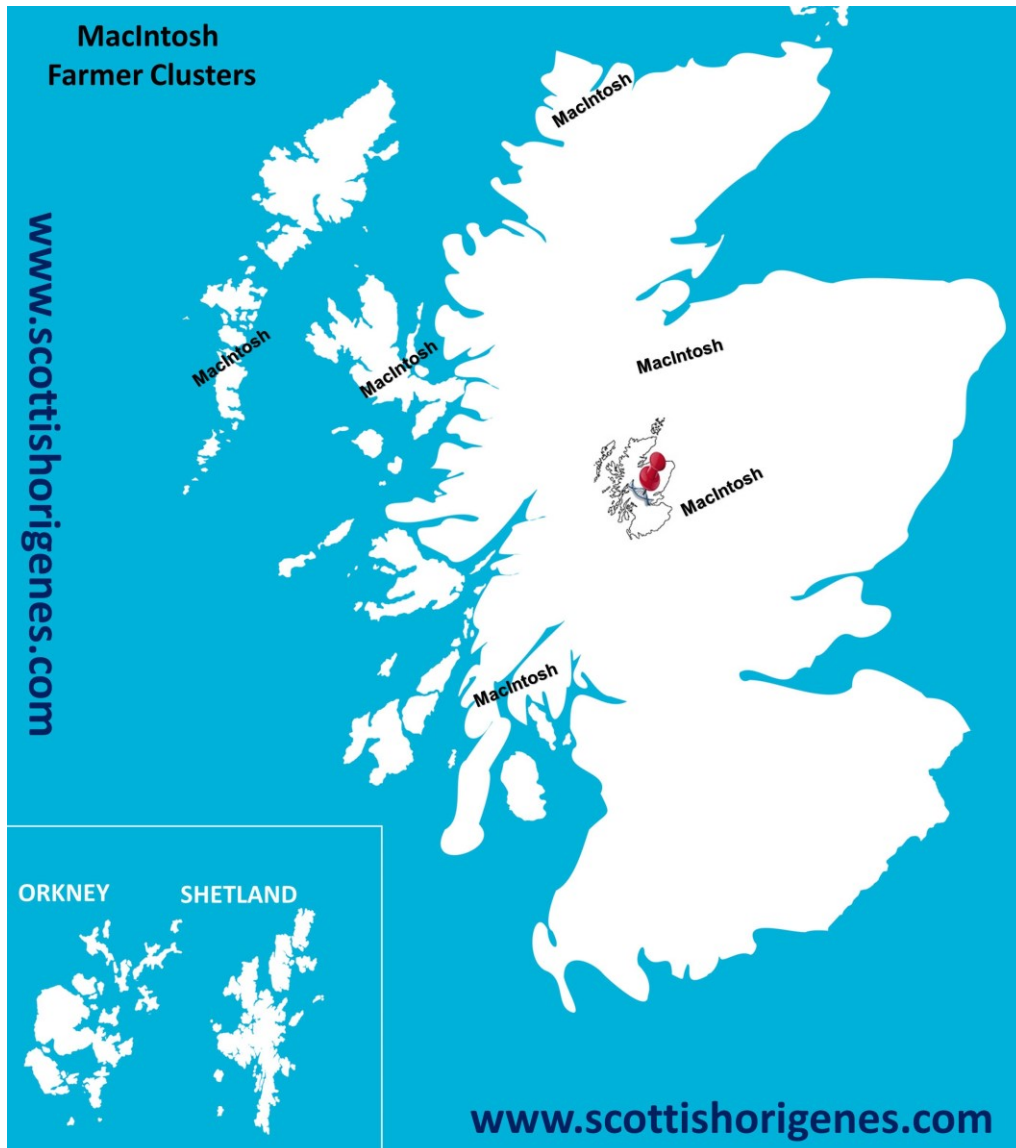 MacIntosh
Farmer Clusters
MacIntosh
www.scottishorigenes.com
MacIntosh
MacIntosh
MacIntosh
MacIntosh
MacIntosh
ORKNEY
SHETLAND
www.scottishorigenes.com